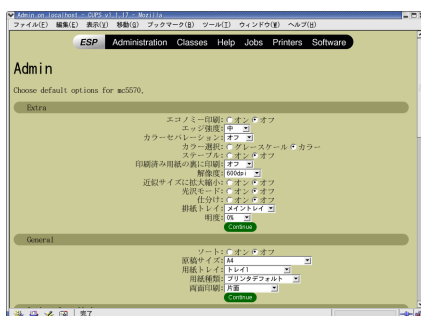 Admin on localhost - CUPS v1.1.17 - Mozilla
ファイル(F) 編集(E) 表示(V) 移動(G) ブックマーク(B) ツール(T) ウィンドウ(W) ヘルプ(H)
ESP Administration Classes Help Jobs Printers Software
Admin
Choose default options for mc5570.
Extra
エコノミー印刷: オン オフ
エッジ強度: 中
カラーセパレーション: オフ
カラー選択: グレースケール カラー
ステープル: オン オフ
印刷済み用紙の裏に印刷: オフ
解像度: 600dpi
近似サイズに拡大縮小: オン オフ
光沢モード: オン オフ
仕分け: オン オフ
排紙トレイ: メイントレイ
明度: 0%
Continue
General
ソート: オン オフ
原稿サイズ: A4
用紙トレイ: トレイ1
用紙種類: プリンタデフォルト
両面印刷: 片面
Continue
完了